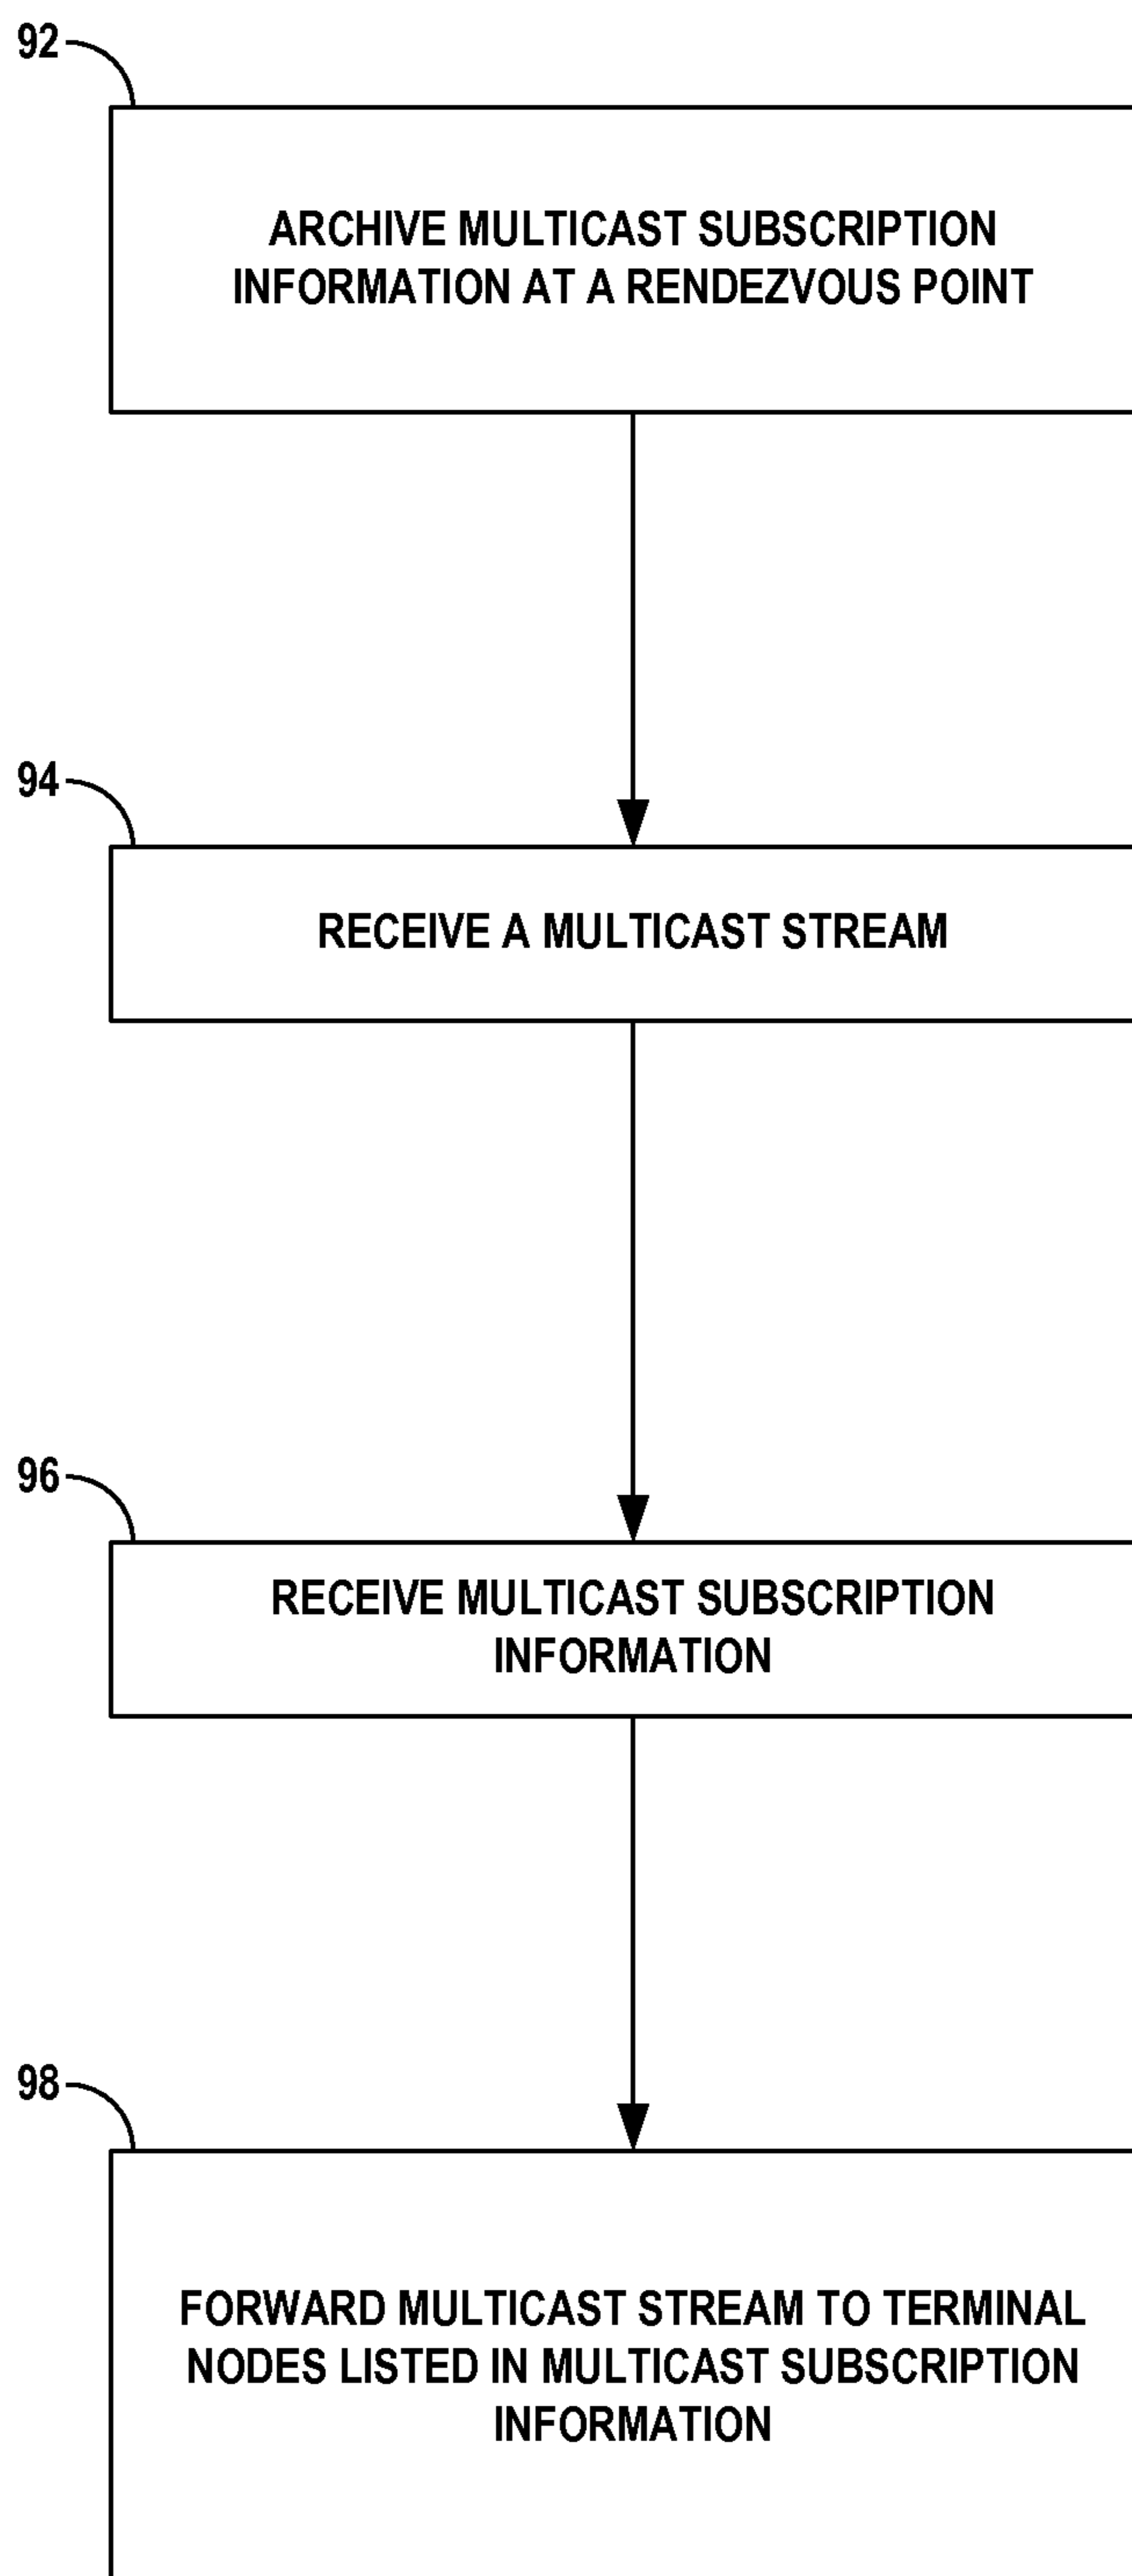 92
ARCHIVE MULTICAST SUBSCRIPTION
INFORMATION AT A RENDEZVOUS POINT
94
RECEIVE A MULTICAST STREAM
96
RECEIVE MULTICAST SUBSCRIPTION
INFORMATION
98
FORWARD MULTICAST STREAM TO TERMINAL
NODES LISTED IN MULTICAST SUBSCRIPTION
INFORMATION